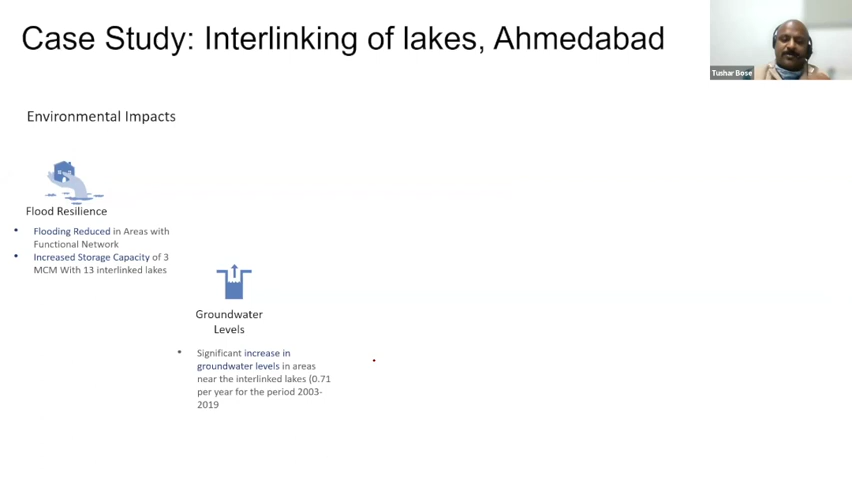 Case Study: Interlinking of lakes, Ahmedabad
Tushar Bose
Environmental Impacts
Flood Resilience
• Flooding Reduced in Areas with
Functional Network
• Increased Storage Capacity of 3
MCM With 13 interlinked lakes
Groundwater
Levels
• Significant increase in
groundwater levels in areas
near the interlinked lakes (0.71
per year for the period 2003-
2019